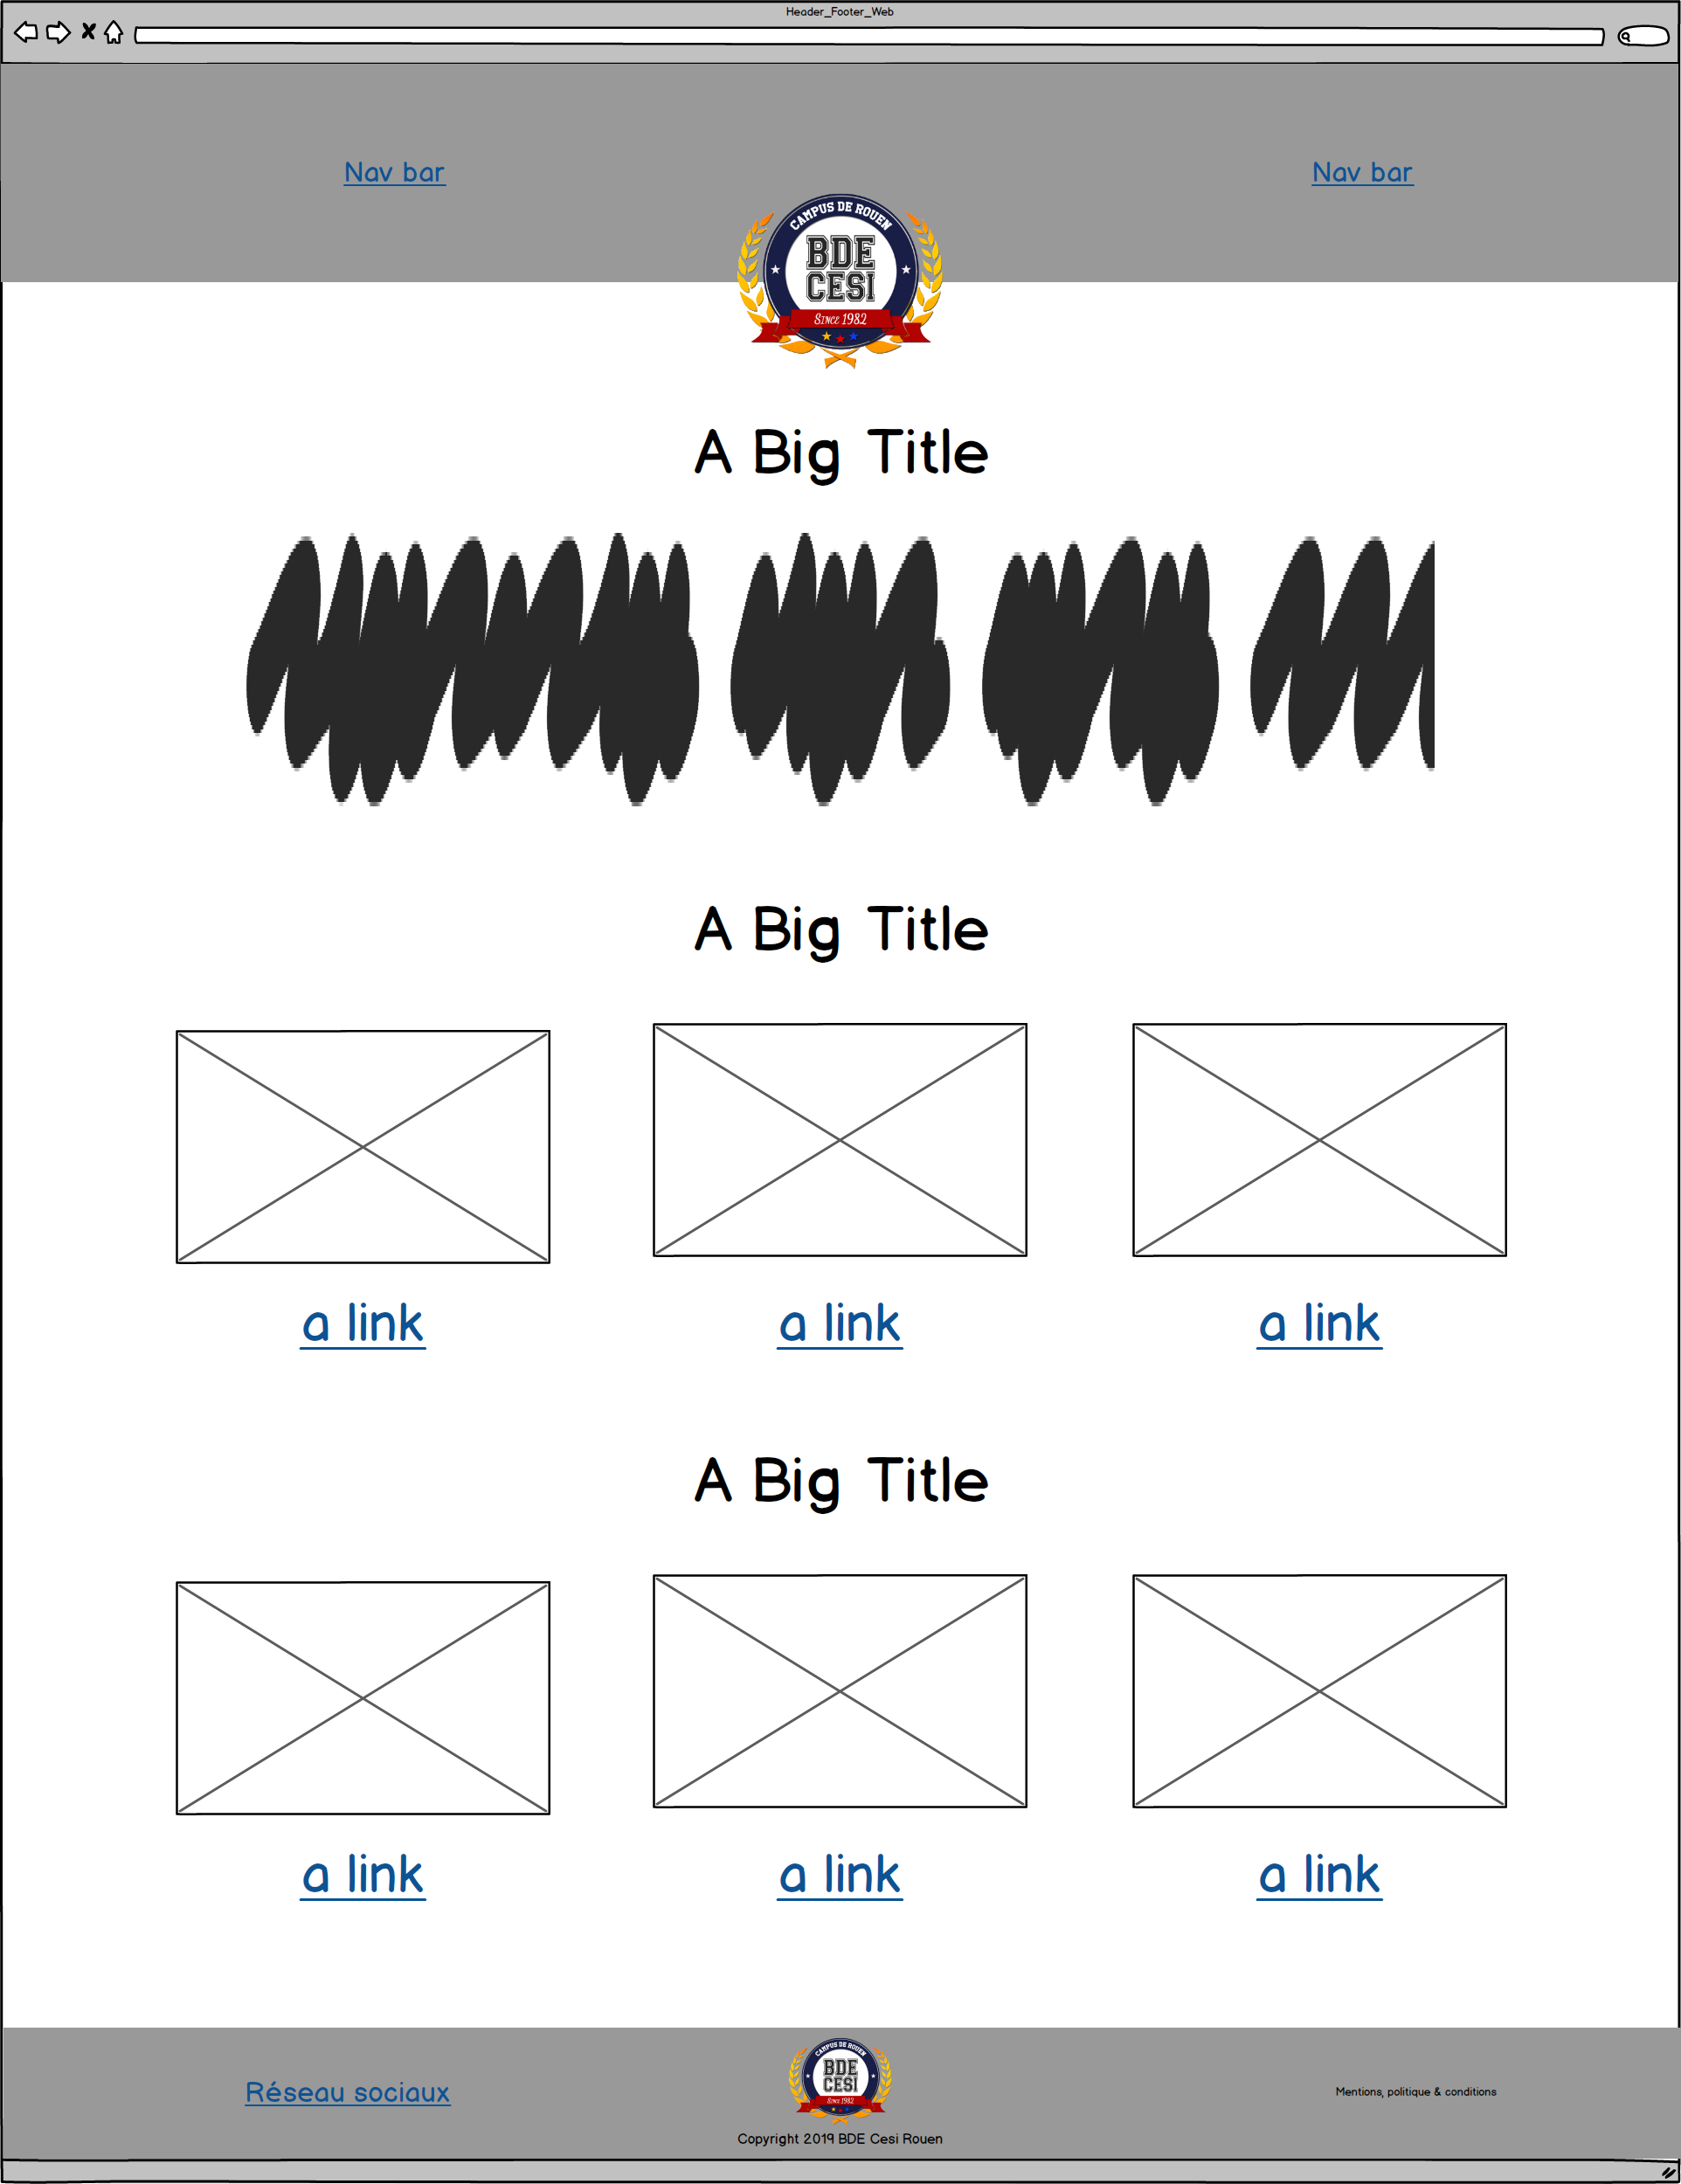 Header_Footer_Web
Nav bar
Nav bar
CAMPUS DE ROUEN
BDE
CESI
Since 1982
A Big Title
A Big Title
a link
a link
a link
A Big Title
a link
a link
a link
Réseau sociaux
CAMPUS DE ROUEN
BDE
CESI
Since 1982
Mentions, politique & conditions
Copyright 2019 BDE Cesi Rouen